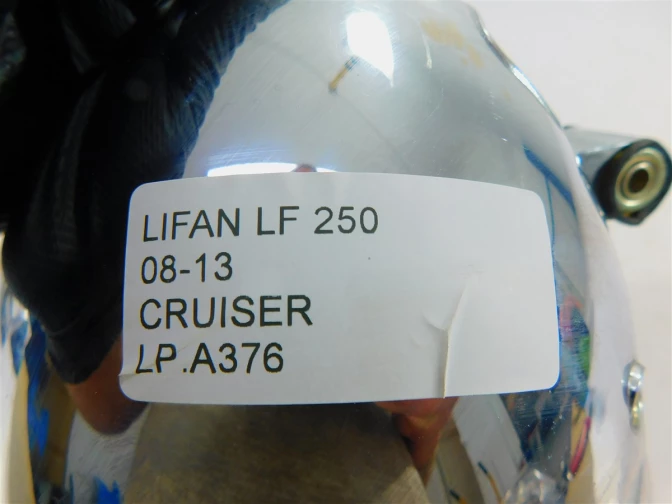 LIFAN LF 250
08-13
CRUISER
LP.A376